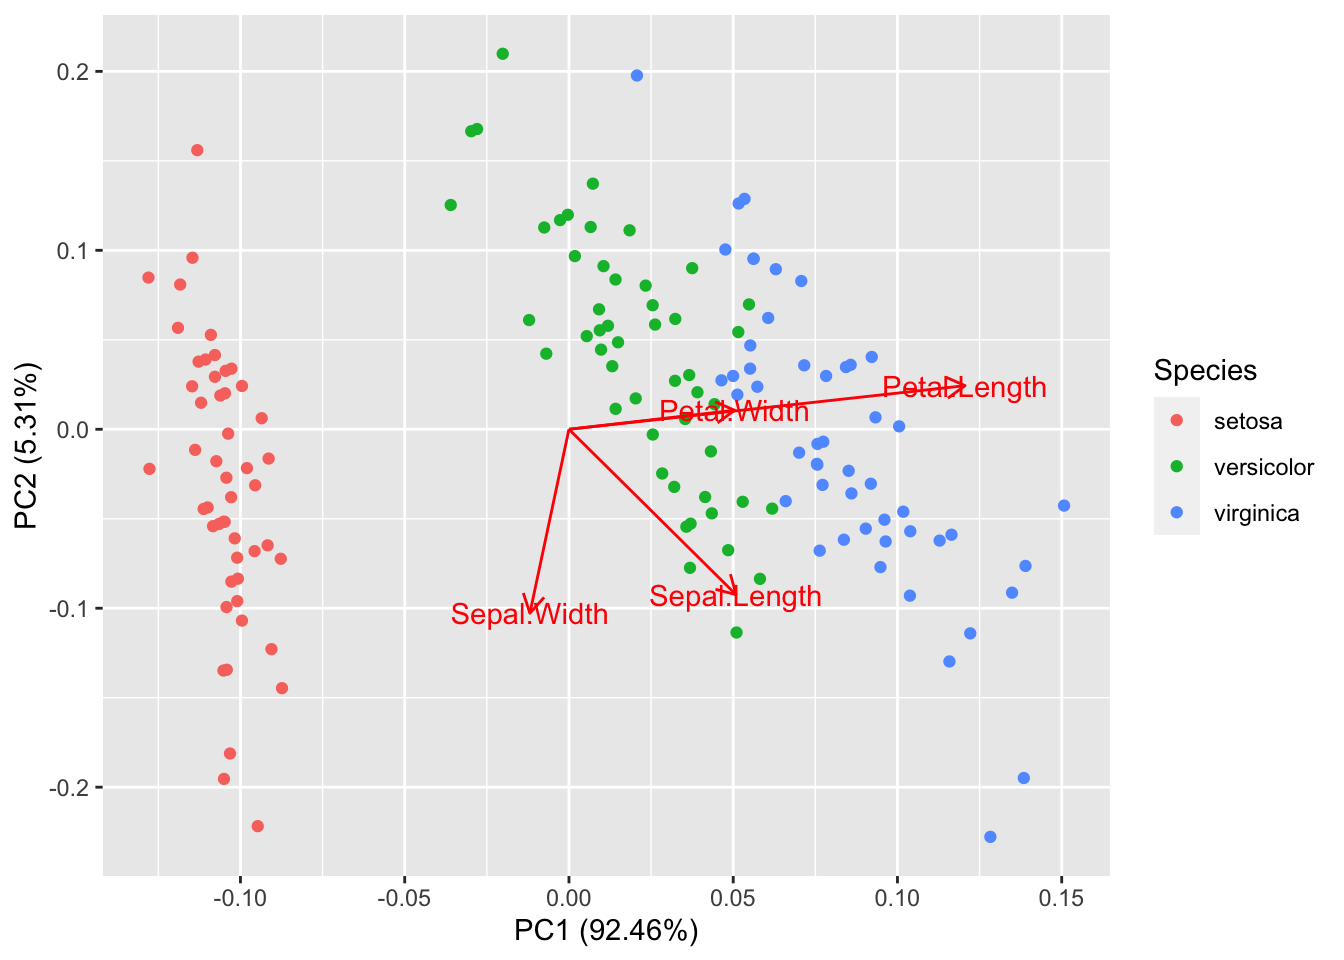 0.2
0.1
0.0
-0.1
-0.2
PC2 (5.31%)
Petal.Length
Petal.Width
Sepal.Length
Sepal.Width
-0.10
-0.05
0.00
0.05
0.10
0.15
PC1 (92.46%)
Species
setosa
versicolor
virginica